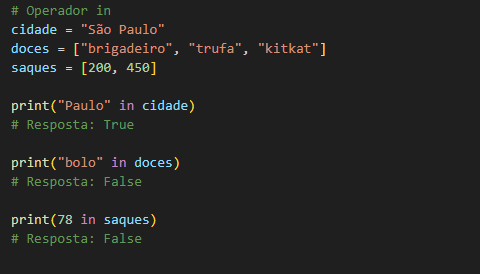 # Operador in
cidade = "São Paulo"
doces = ["brigadeiro", "trufa", "kitkat"]
saques = [200, 450]
print("Paulo" in cidade)
# Resposta: True
print("bolo" in doces)
# Resposta: False
print(78 in saques)
# Resposta: False